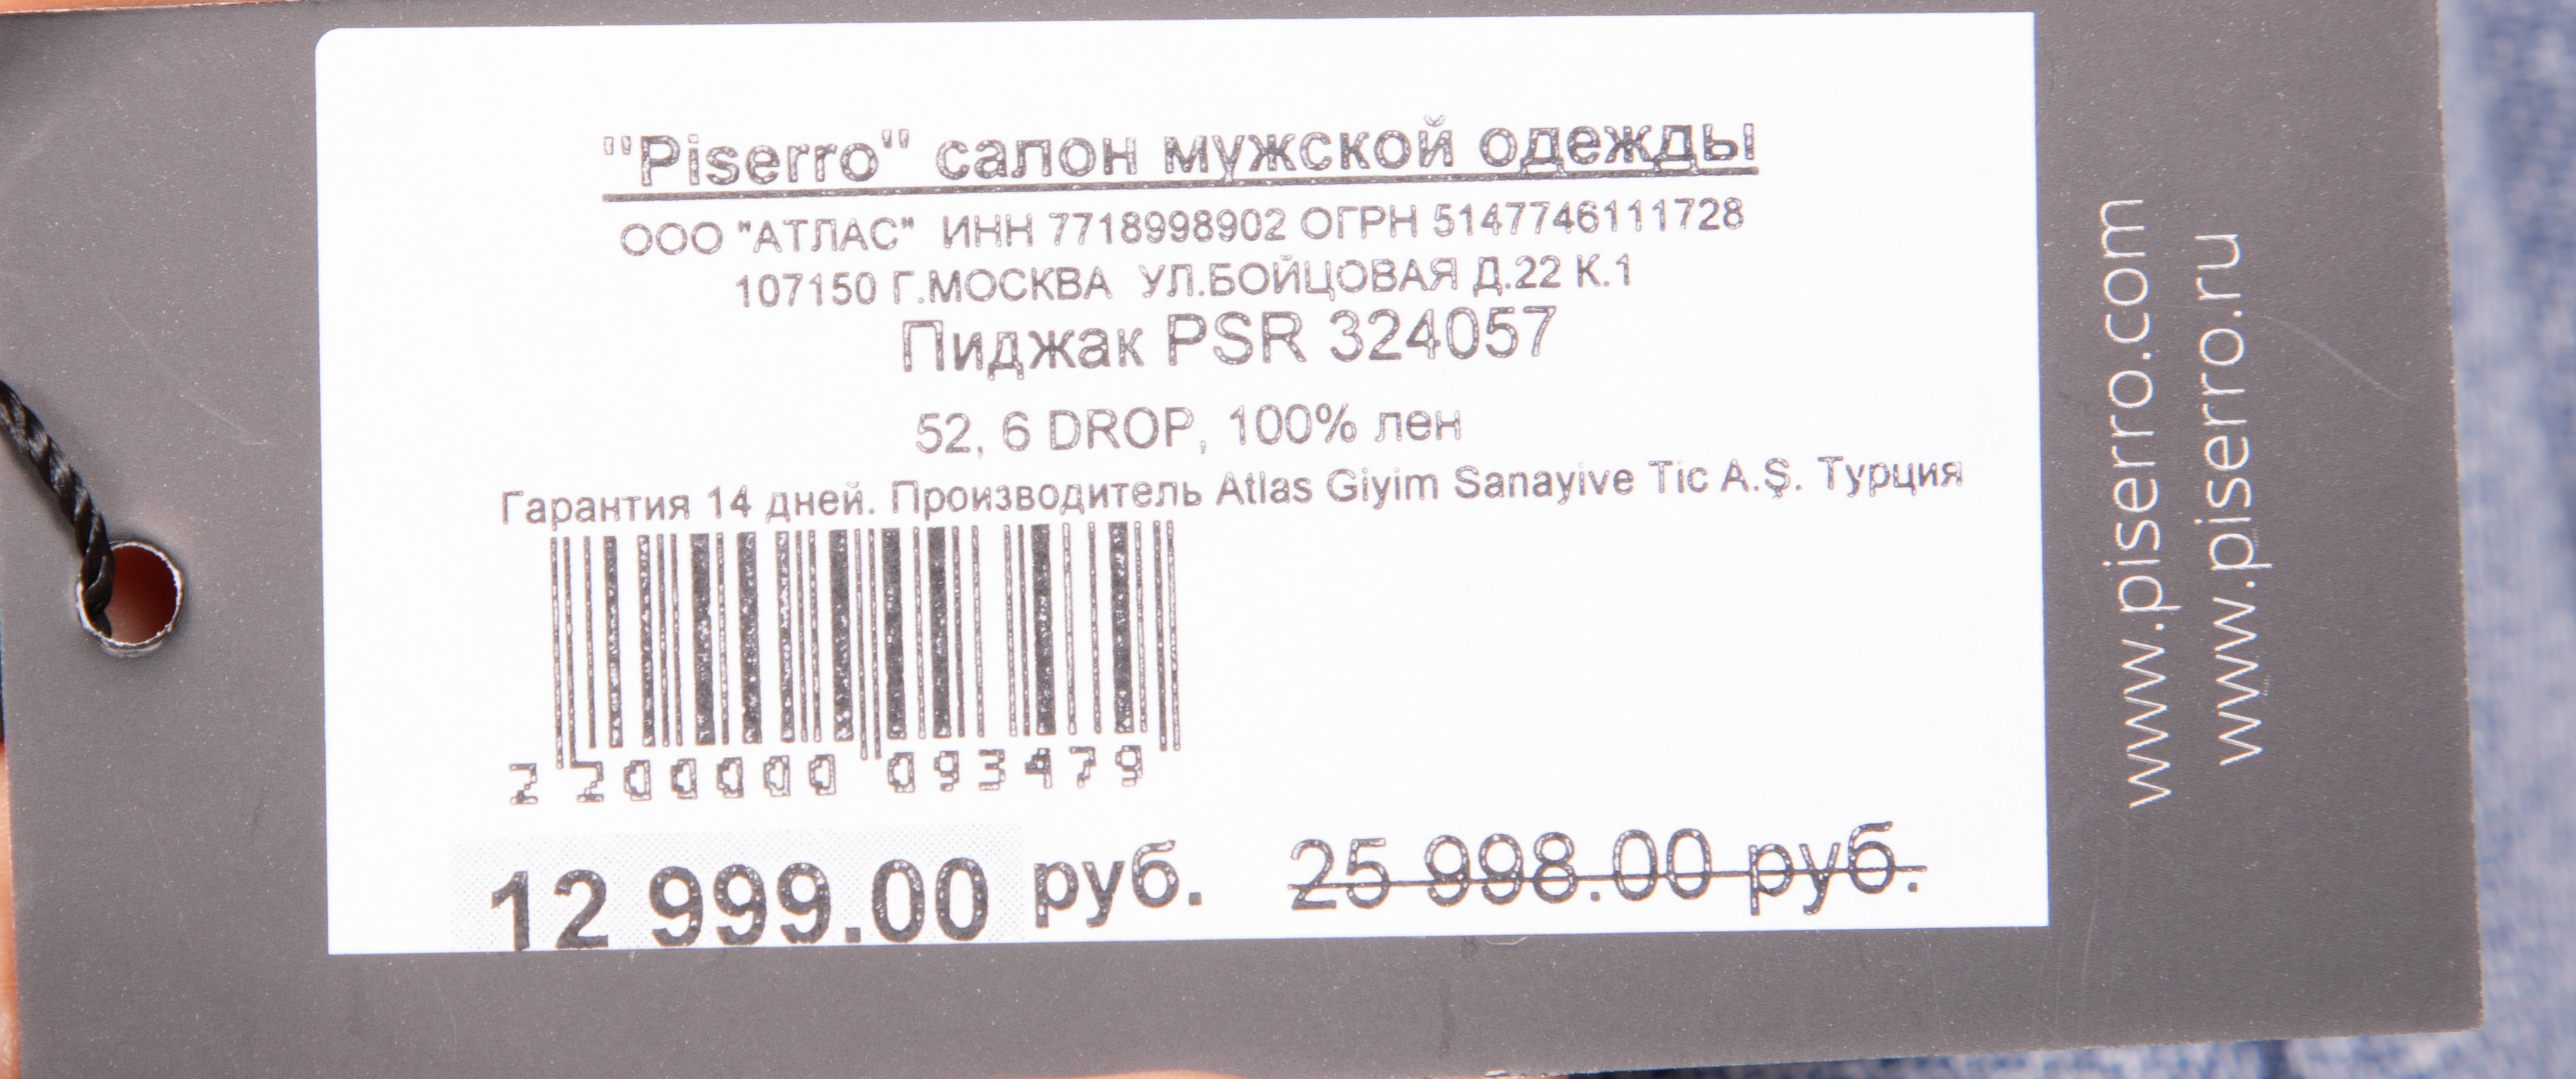 "Piserro" салон мужской одежды
ООО "АТЛАС" ИНН 7718998902 ОГРН 5147746111728
107150 Г.МОСКВА УЛ.БОЙЦОВАЯ Д.22 К.1
Пиджак PSR 324057
52, 6 DROP, 100% лен
Гарантия 14 дней. Производитель Atlas Giyim Sanayive Tic A.Ş. Турция
2 200000 093479
12 999.00 руб. 25 998.00 руб.
www.piserro.com
www.piserro.ru